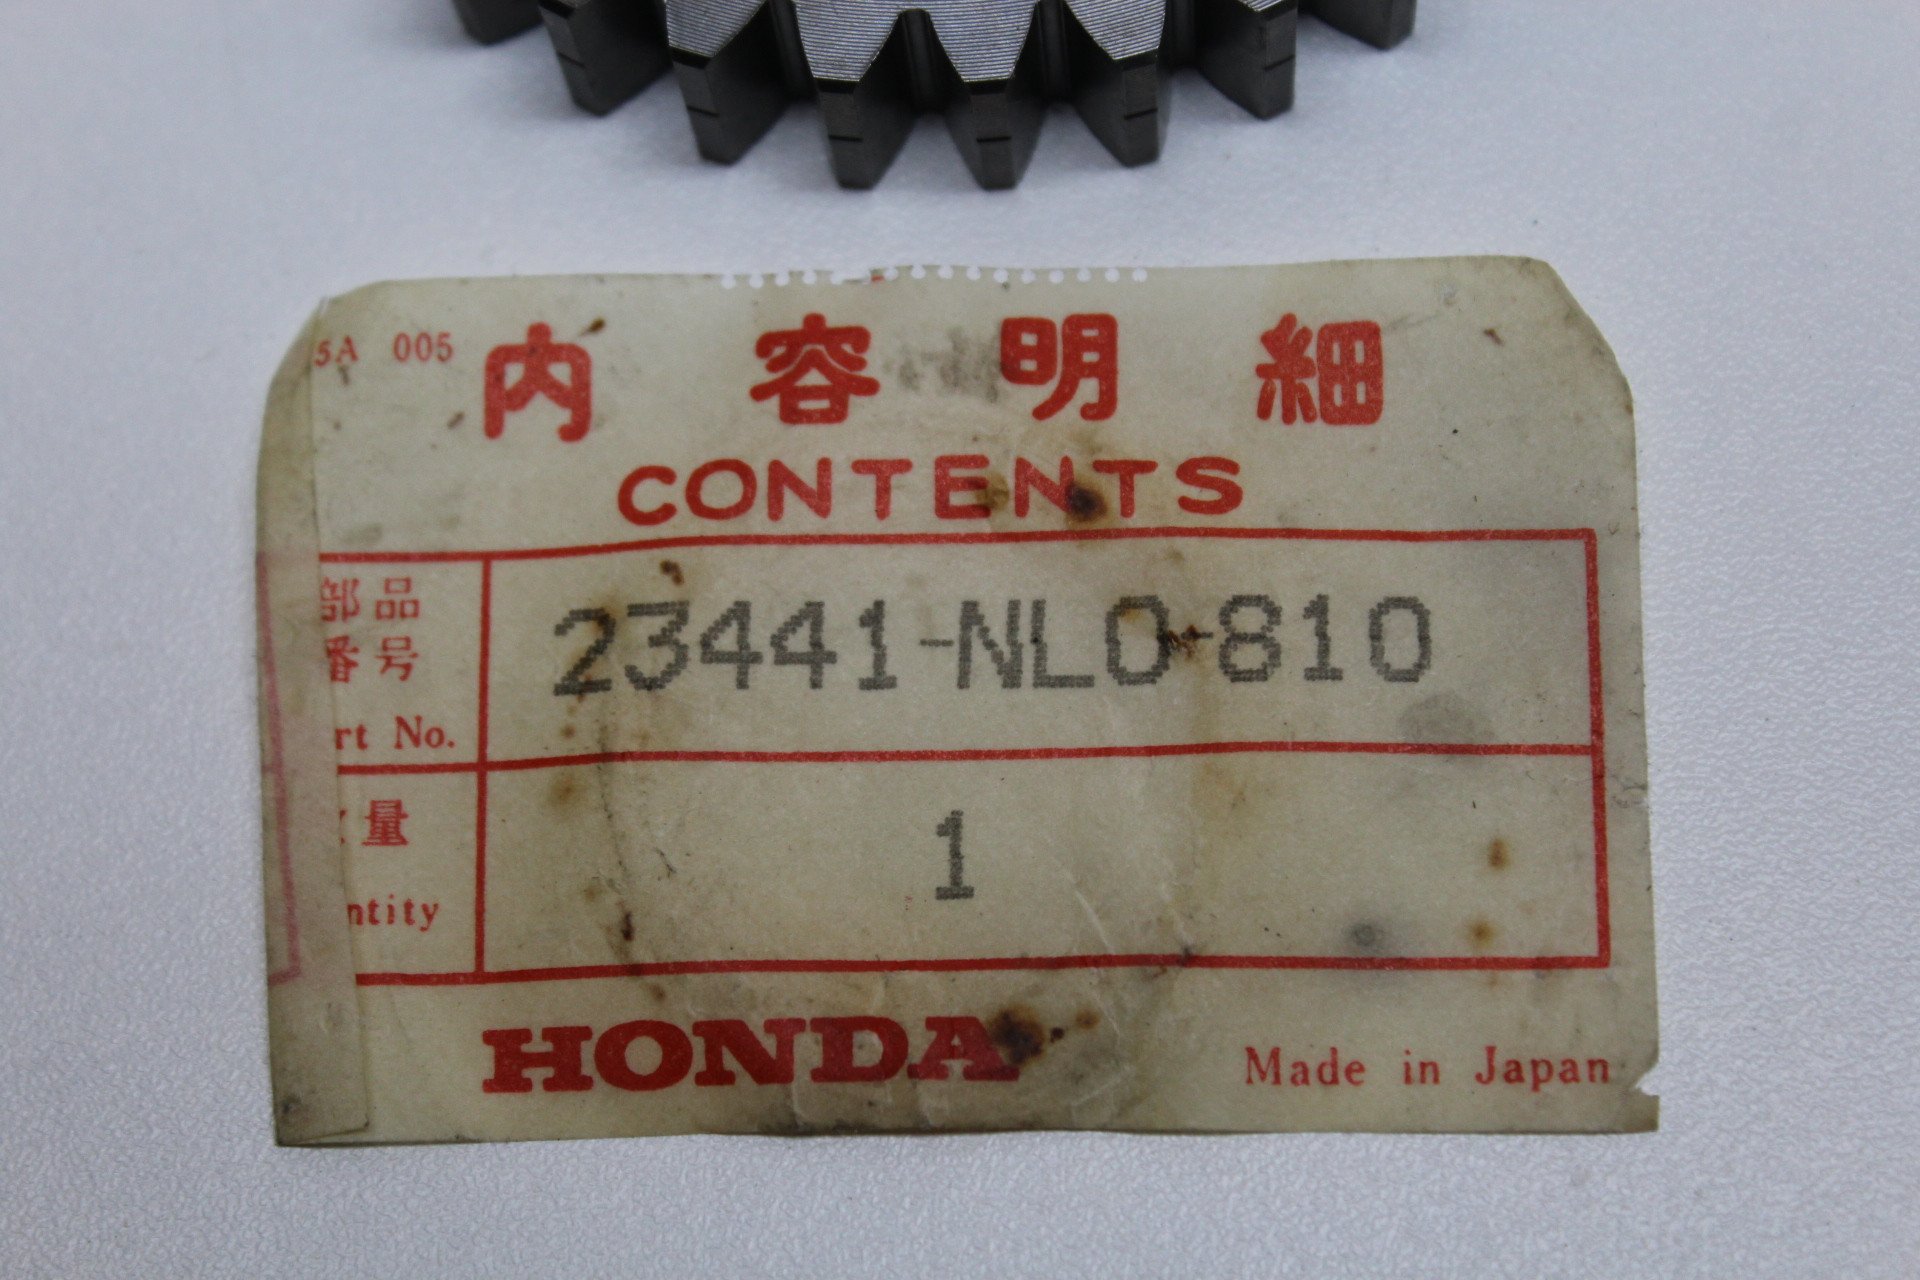 5A 005
内容明細
CONTENTS
部品
番号
rt No.
23441-NL0-810
量
ntity
1
HONDA
Made in Japan